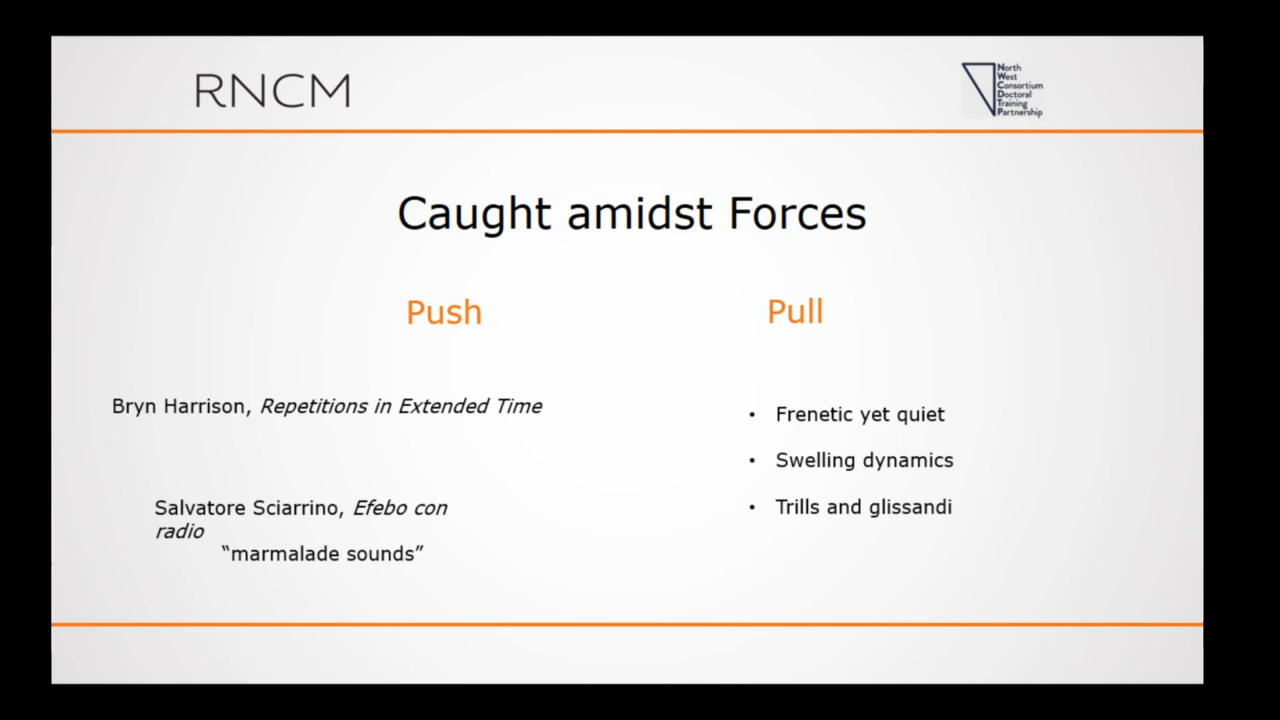 RNCM
North
West
Consortium
Doctoral
Training
Partnership
Caught amidst Forces
Push
Pull
Bryn Harrison, Repetitions in Extended Time
Salvatore Sciarrino, Efebo con
radio
“marmalade sounds”
• Frenetic yet quiet
• Swelling dynamics
• Trills and glissandi